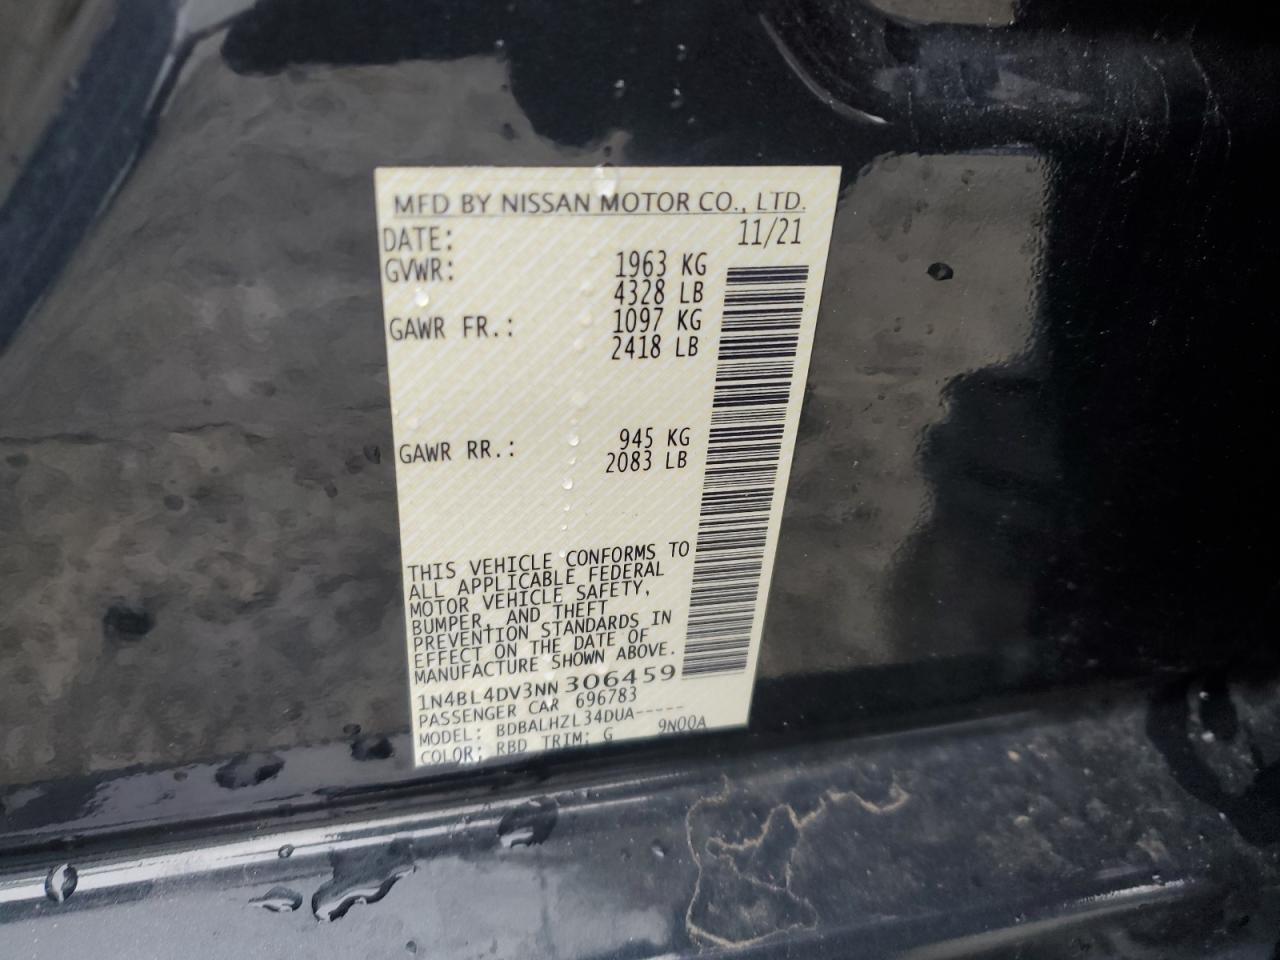 MFD BY NISSAN MOTOR CO., LTD.
DATE: 11/21
GVWR: 1963 KG
4328 LB
GAWR FR.: 1097 KG
2418 LB
GAWR RR.: 945 KG
2083 LB
THIS VEHICLE CONFORMS TO
ALL APPLICABLE FEDERAL
MOTOR VEHICLE SAFETY,
BUMPER, AND THEFT
PREVENTION STANDARDS IN
EFFECT ON THE DATE OF
MANUFACTURE SHOWN ABOVE.
1N4BL4DV3NN306459
PASSENGER CAR 696783
MODEL: BDBALHZL34DUA-----
COLOR: RBD TRIM: G 9N00A